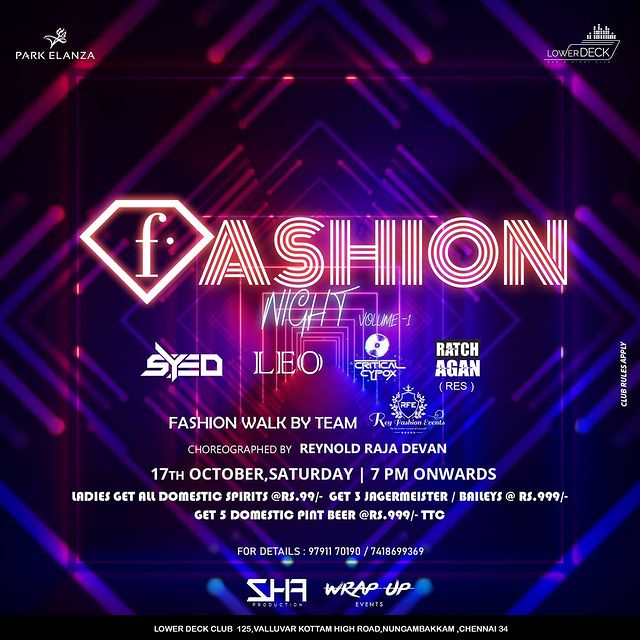 PARK ELANZA
LOWERDECK
fASHION
NIGHT VOLUME -1
SYED LEO CRITICAL CYPOX RATCH AGAN
( RES )
CLUB RULES APPLY
RFE
FASHION WALK BY TEAM Rey Fashion Events
CHOREOGRAPHED BY REYNOLD RAJA DEVAN
17TH OCTOBER,SATURDAY | 7 PM ONWARDS
LADIES GET ALL DOMESTIC SPIRITS @RS.99/- GET 3 JAGERMEISTER / BAILEYS @ RS.999/-
GET 5 DOMESTIC PINT BEER @RS.999/- TTC
FOR DETAILS : 97911 70190 / 7418699369
SHA WRAP UP
PRODUCTION EVENTS
LOWER DECK CLUB 125,VALLUVAR KOTTAM HIGH ROAD,NUNGAMBAKKAM ,CHENNAI 34